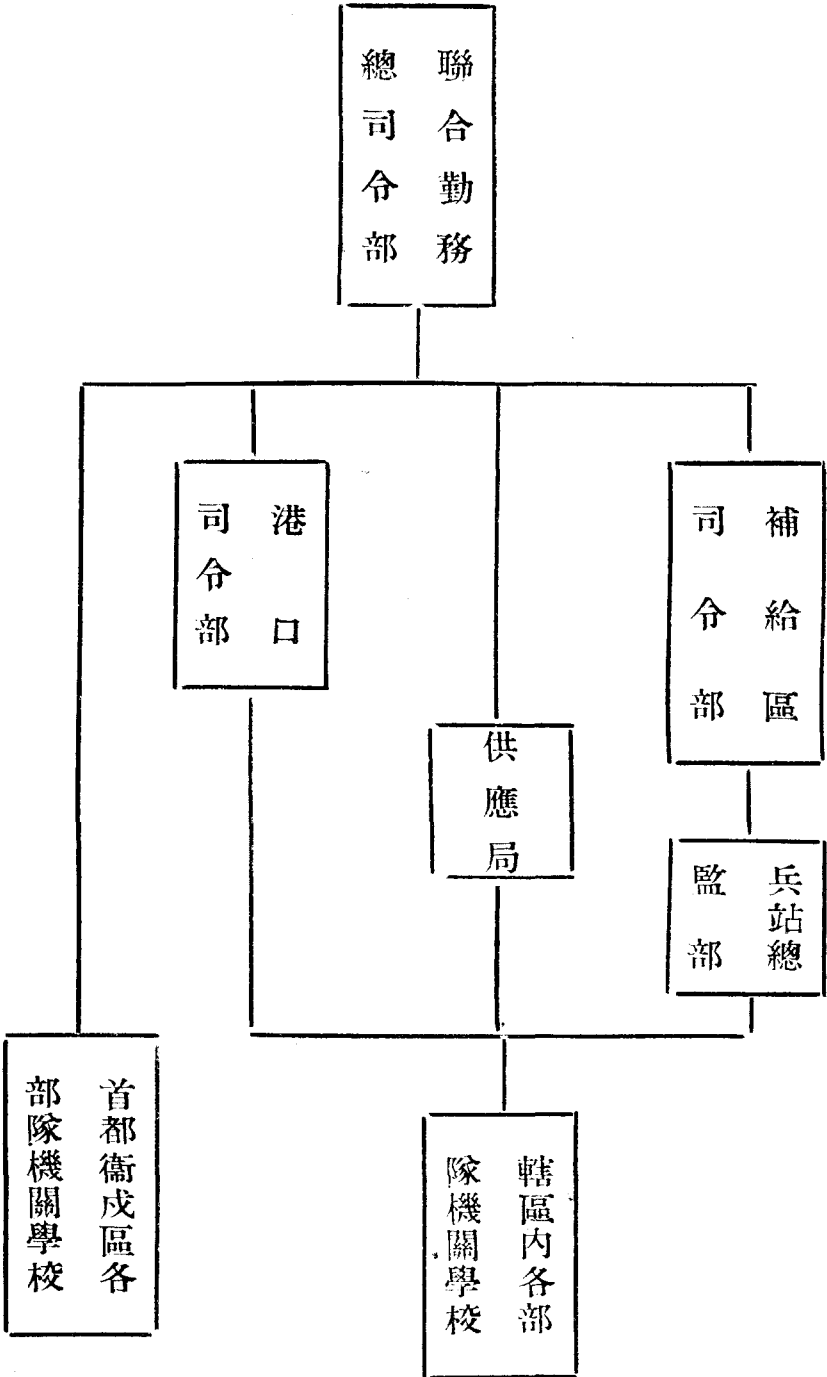 聯合勤務
總司令部
補給區
司令部
兵站總
監部
供應局
港口
司令部
轄區內各部
隊機關學校
首都衞戍區各
部隊機關學校